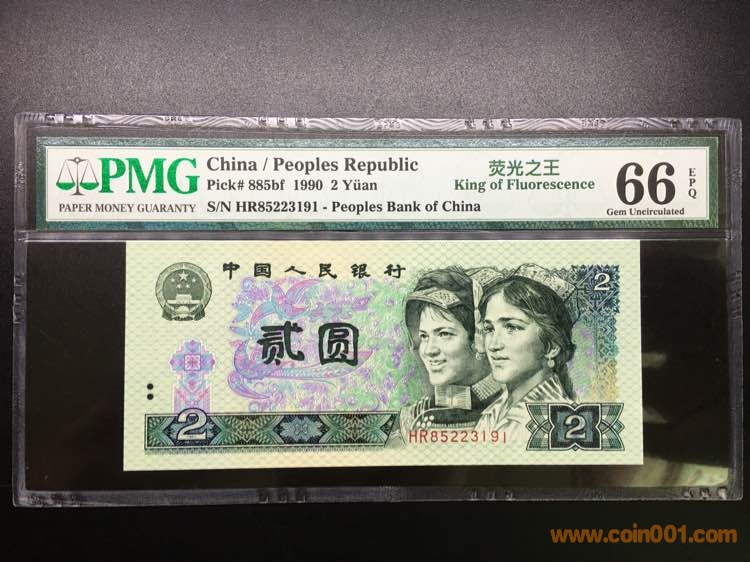 PMG
PAPER MONEY GUARANTY
China / Peoples Republic
Pick# 885bf 1990 2 Yüan
S/N HR85223191 - Peoples Bank of China
荧光之王
King of Fluorescence
66
EPQ
Gem Uncirculated
中国人民银行
2
贰圆
2
HR85223191
2
www.coin001.com